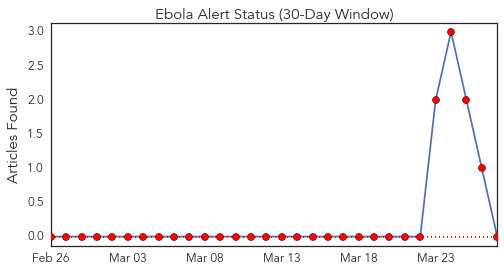 Ebola Alert Status (30-Day Window)
Articles Found
3.0
2.5
2.0
1.5
1.0
0.5
0.0
Feb 26 Mar 03 Mar 08 Mar 13 Mar 18 Mar 23